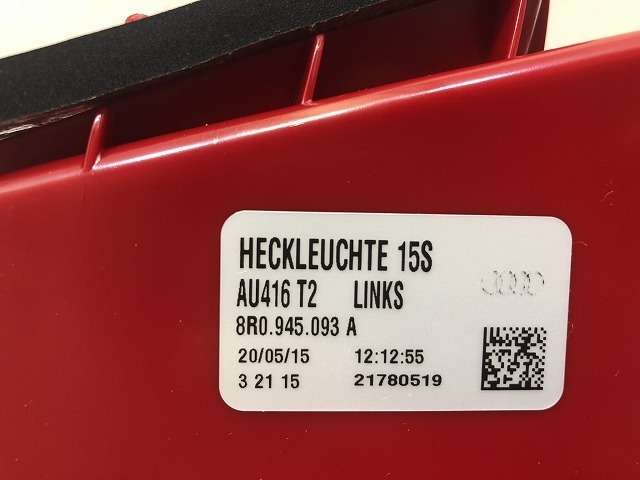 HECKLEUCHTE 15S
AU416 T2 LINKS
8R0.945.093 A
20/05/15 12:12:55
3 21 15 21780519